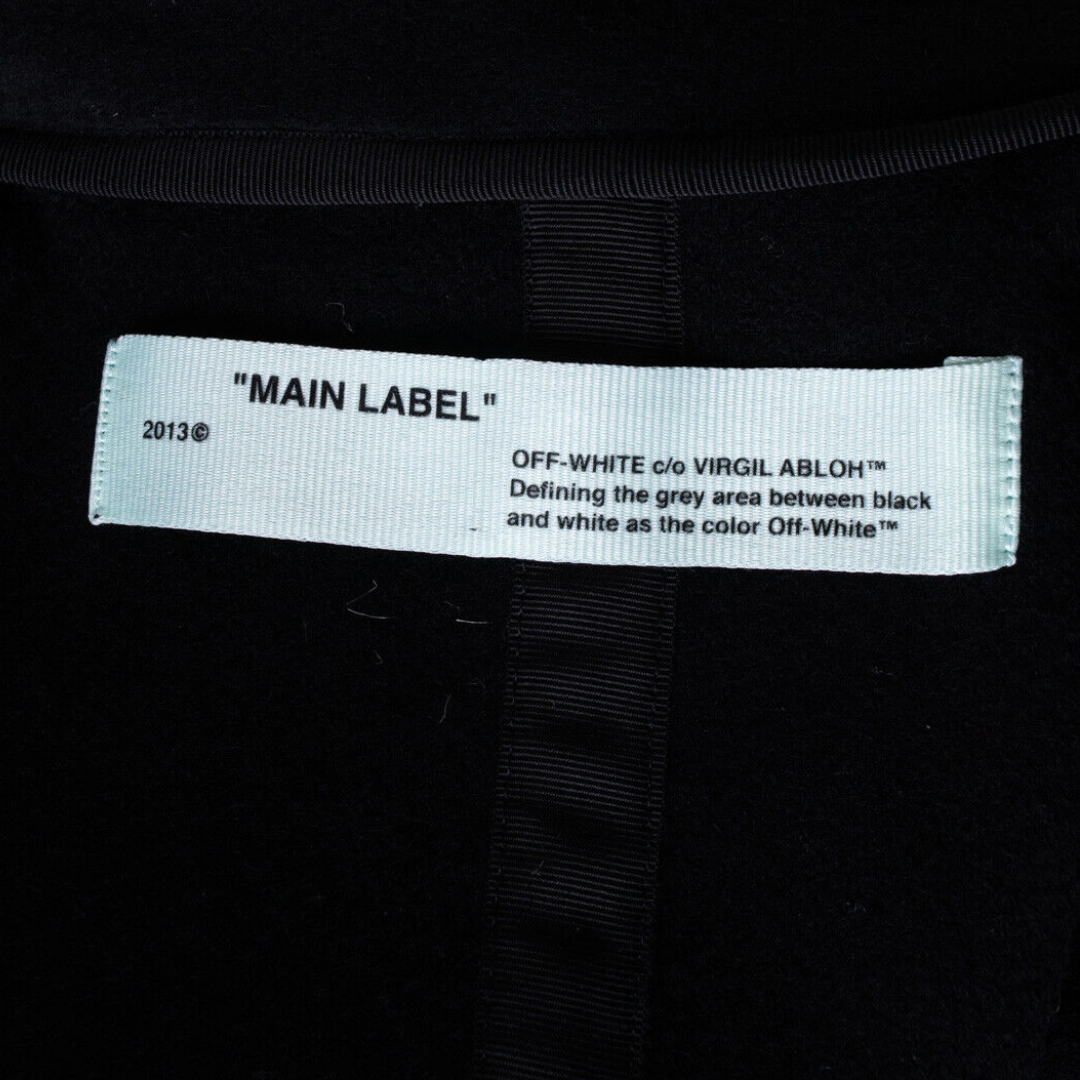 "MAIN LABEL"
2013©
OFF-WHITE c/o VIRGIL ABLOH™
Defining the grey area between black
and white as the color Off-White™